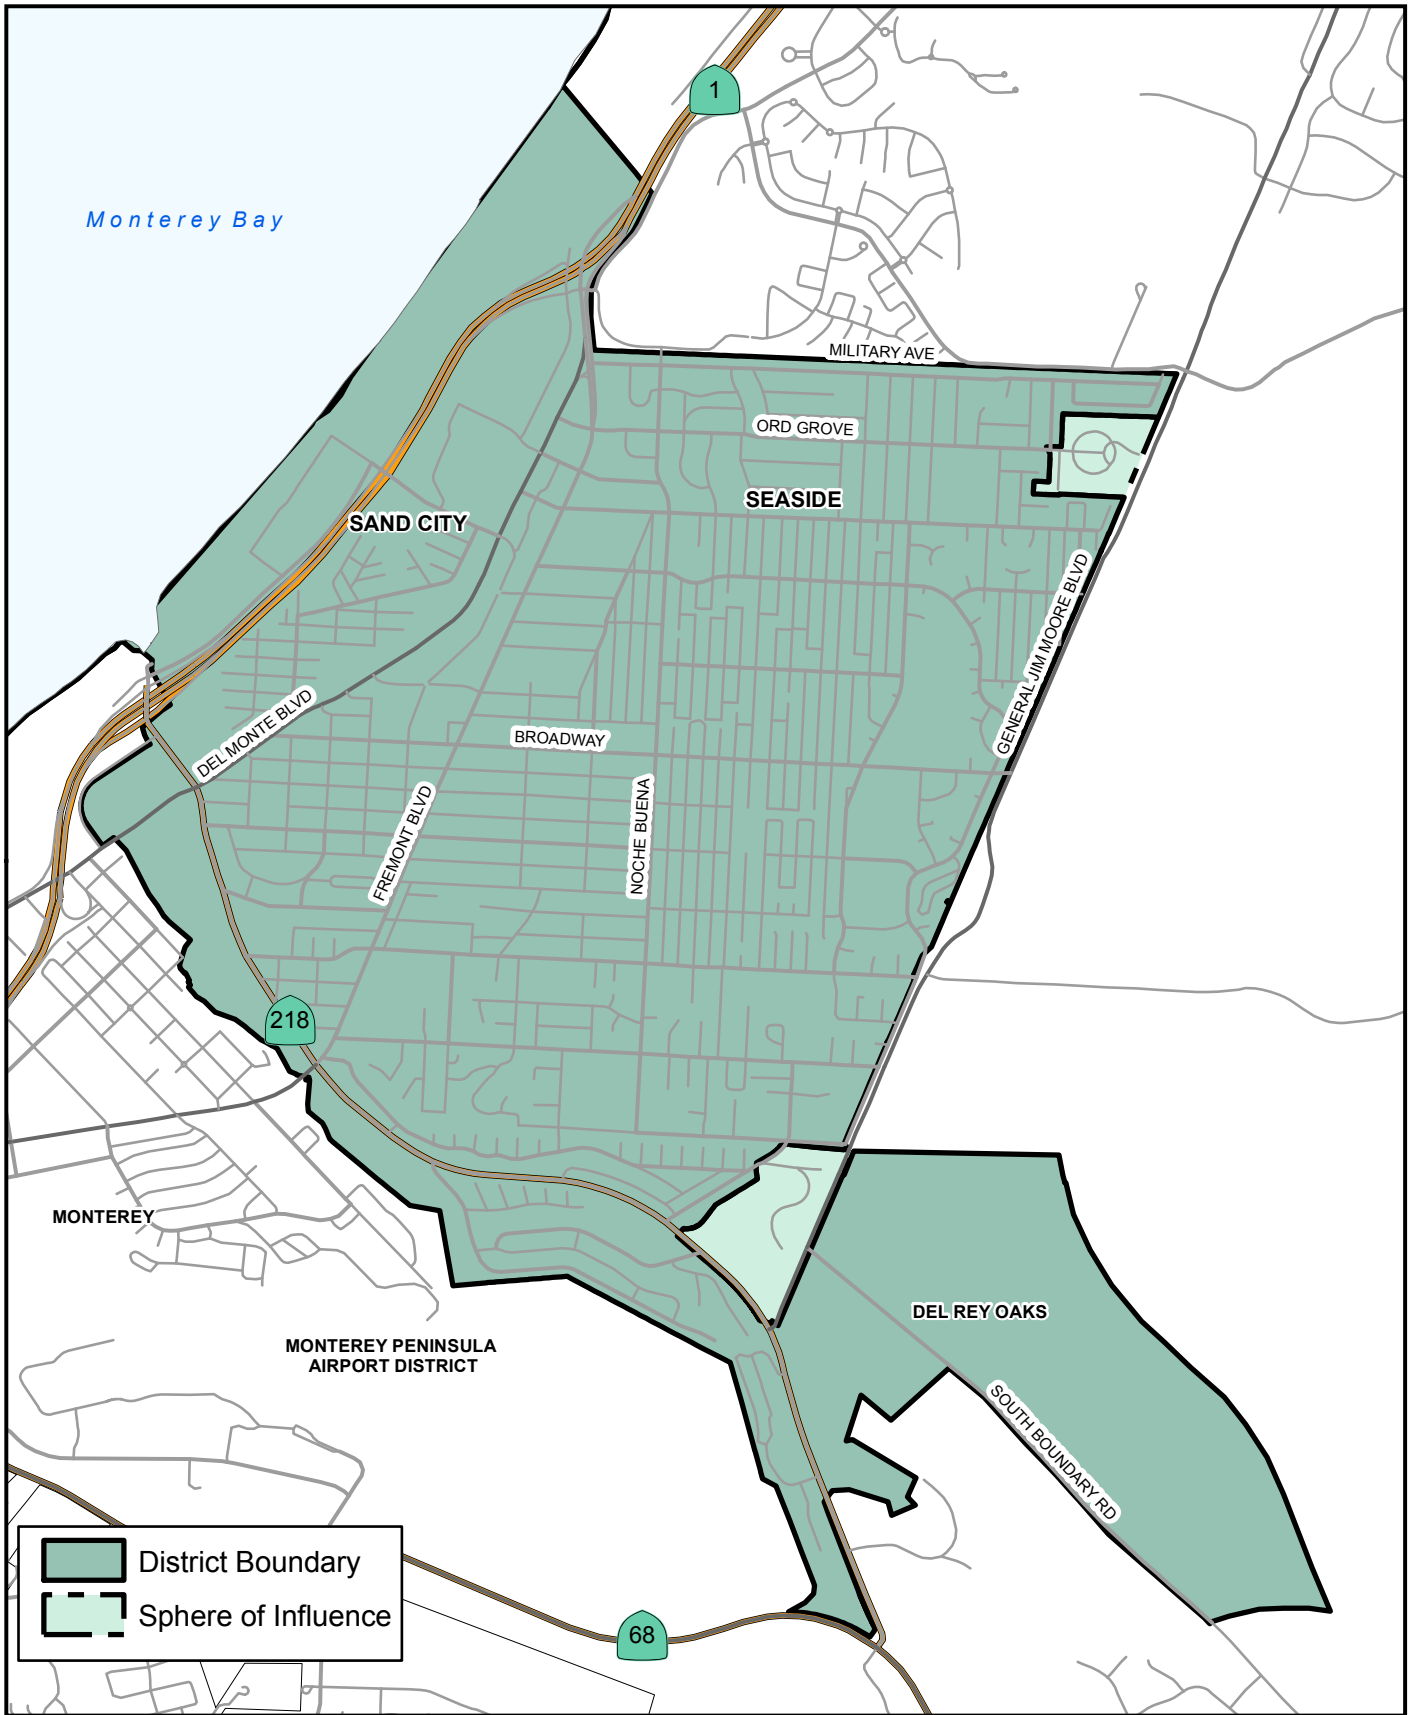 1
Monterey Bay
MILITARY AVE
ORD GROVE
SEASIDE
SAND CITY
GENERAL JIM MOORE BLVD
DEL MONTE BLVD
BROADWAY
FREMONT BLVD
NOCHE BUENA
218
MONTEREY
DEL REY OAKS
MONTEREY PENINSULA
AIRPORT DISTRICT
SOUTH BOUNDARY RD
District Boundary
Sphere of Influence
68